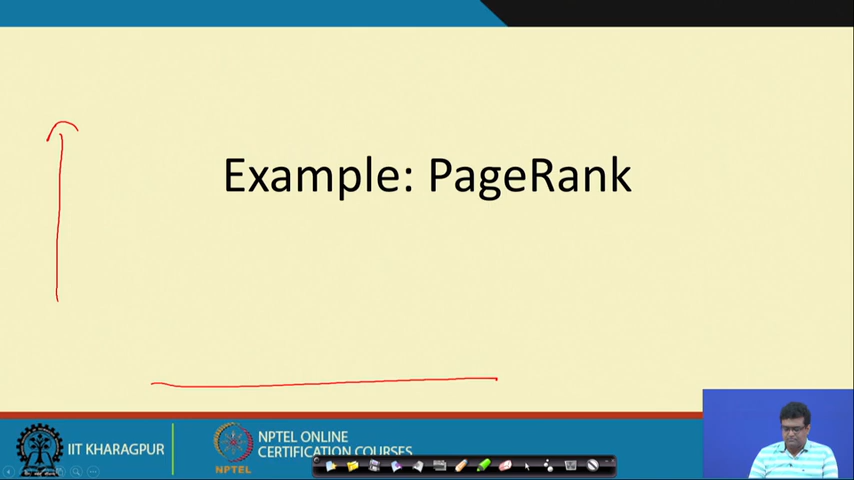 Example: PageRank
IIT KHARAGPUR
NPTEL
NPTEL ONLINE
CERTIFICATION COURSES